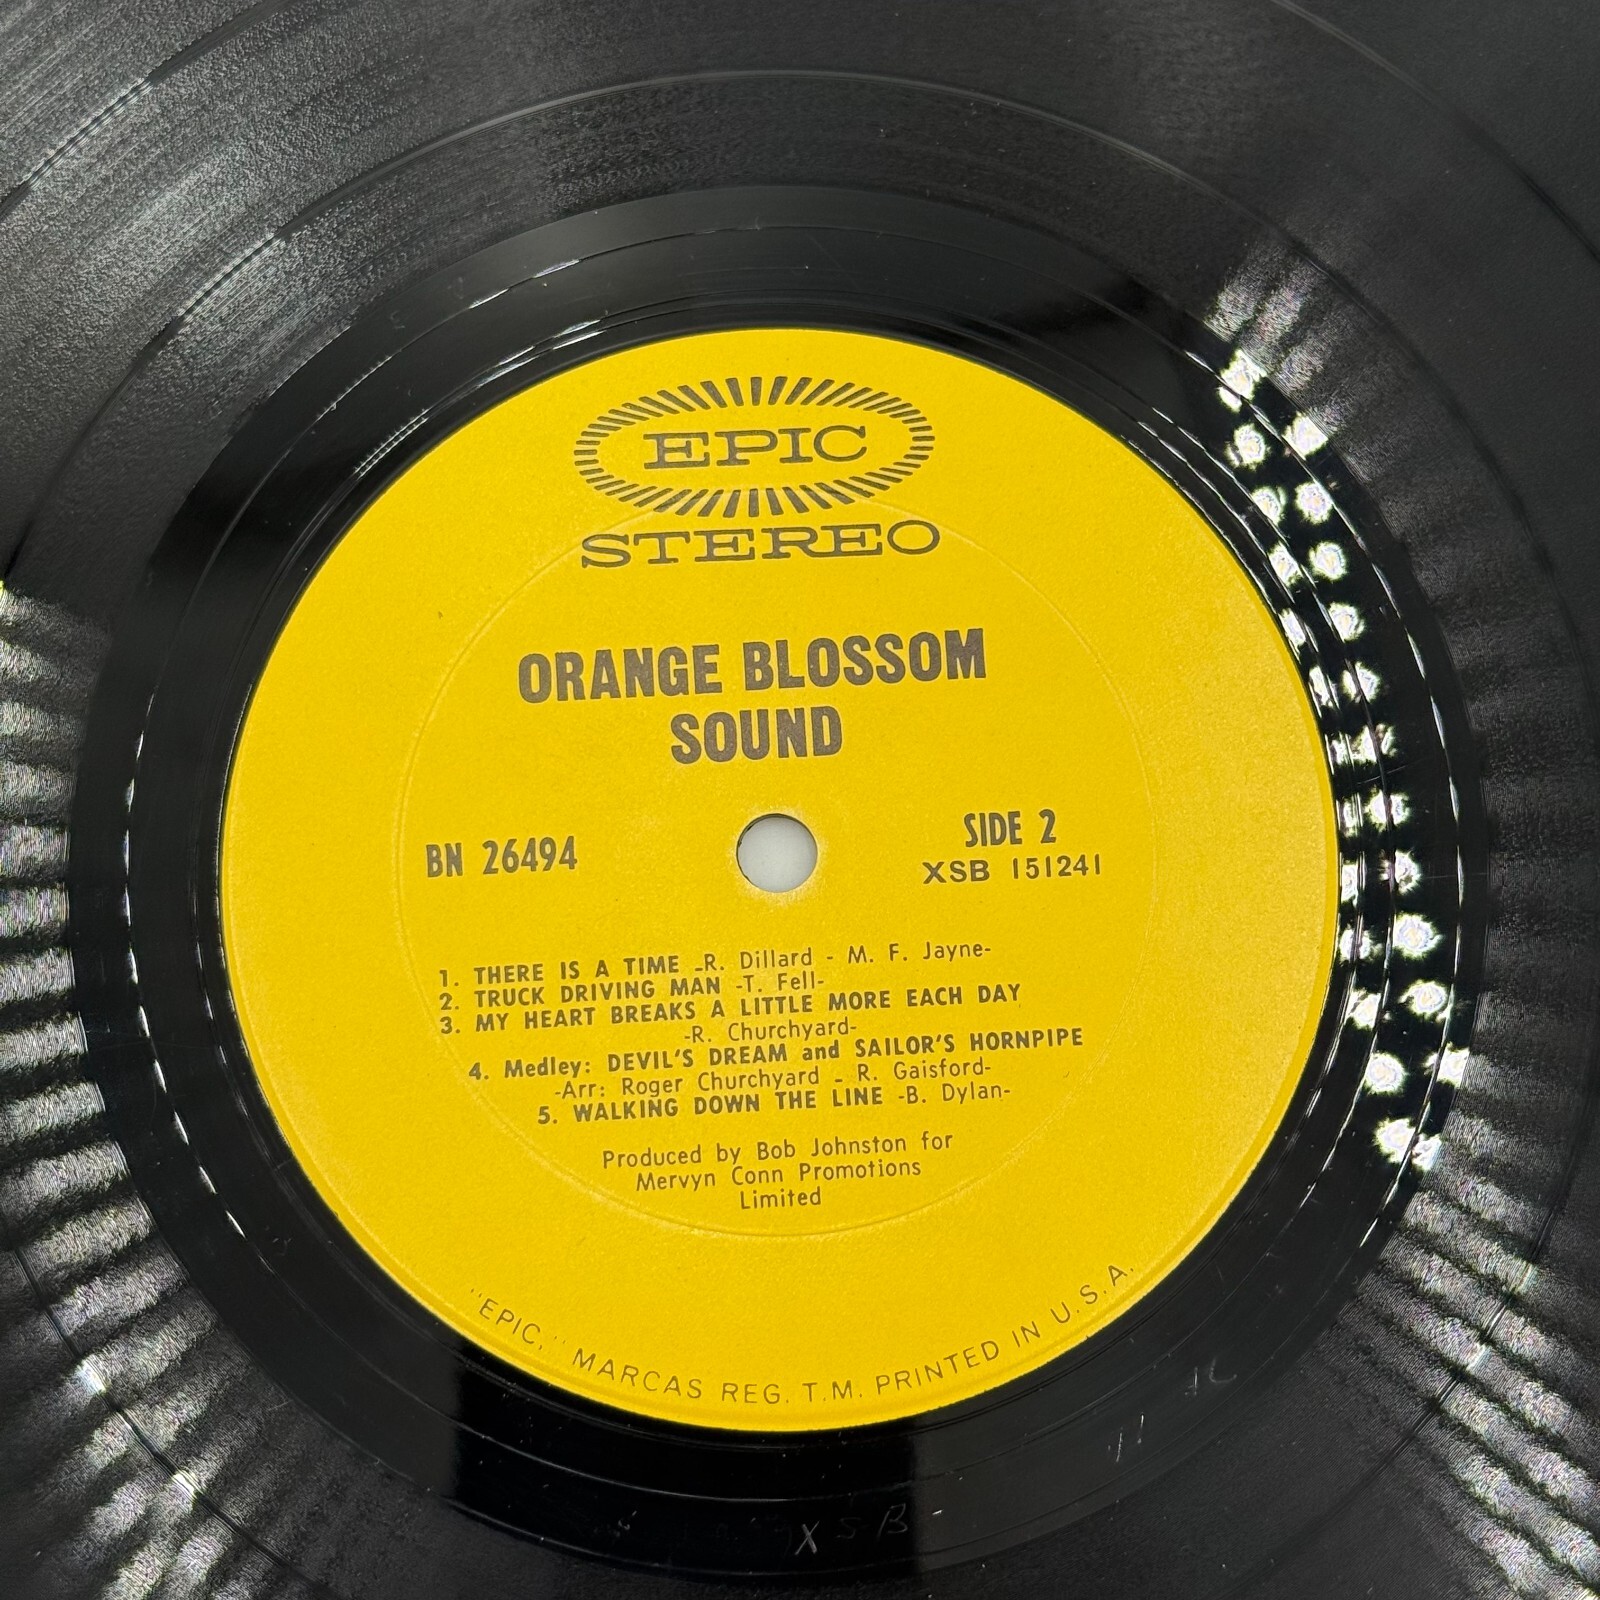 EPIC
STEREO
ORANGE BLOSSOM
SOUND
BN 26494
SIDE 2
XSB 151241
1. THERE IS A TIME -R. Dillard - M. F. Jayne-
2. TRUCK DRIVING MAN -T. Fell-
3. MY HEART BREAKS A LITTLE MORE EACH DAY
-R. Churchyard-
4. Medley: DEVIL'S DREAM and SAILOR'S HORNPIPE
-Arr: Roger Churchyard - R. Gaisford-
5. WALKING DOWN THE LINE -B. Dylan-
Produced by Bob Johnston for
Mervyn Conn Promotions
Limited
"EPIC," MARCAS REG. T.M. PRINTED IN U.S.A.
XSB